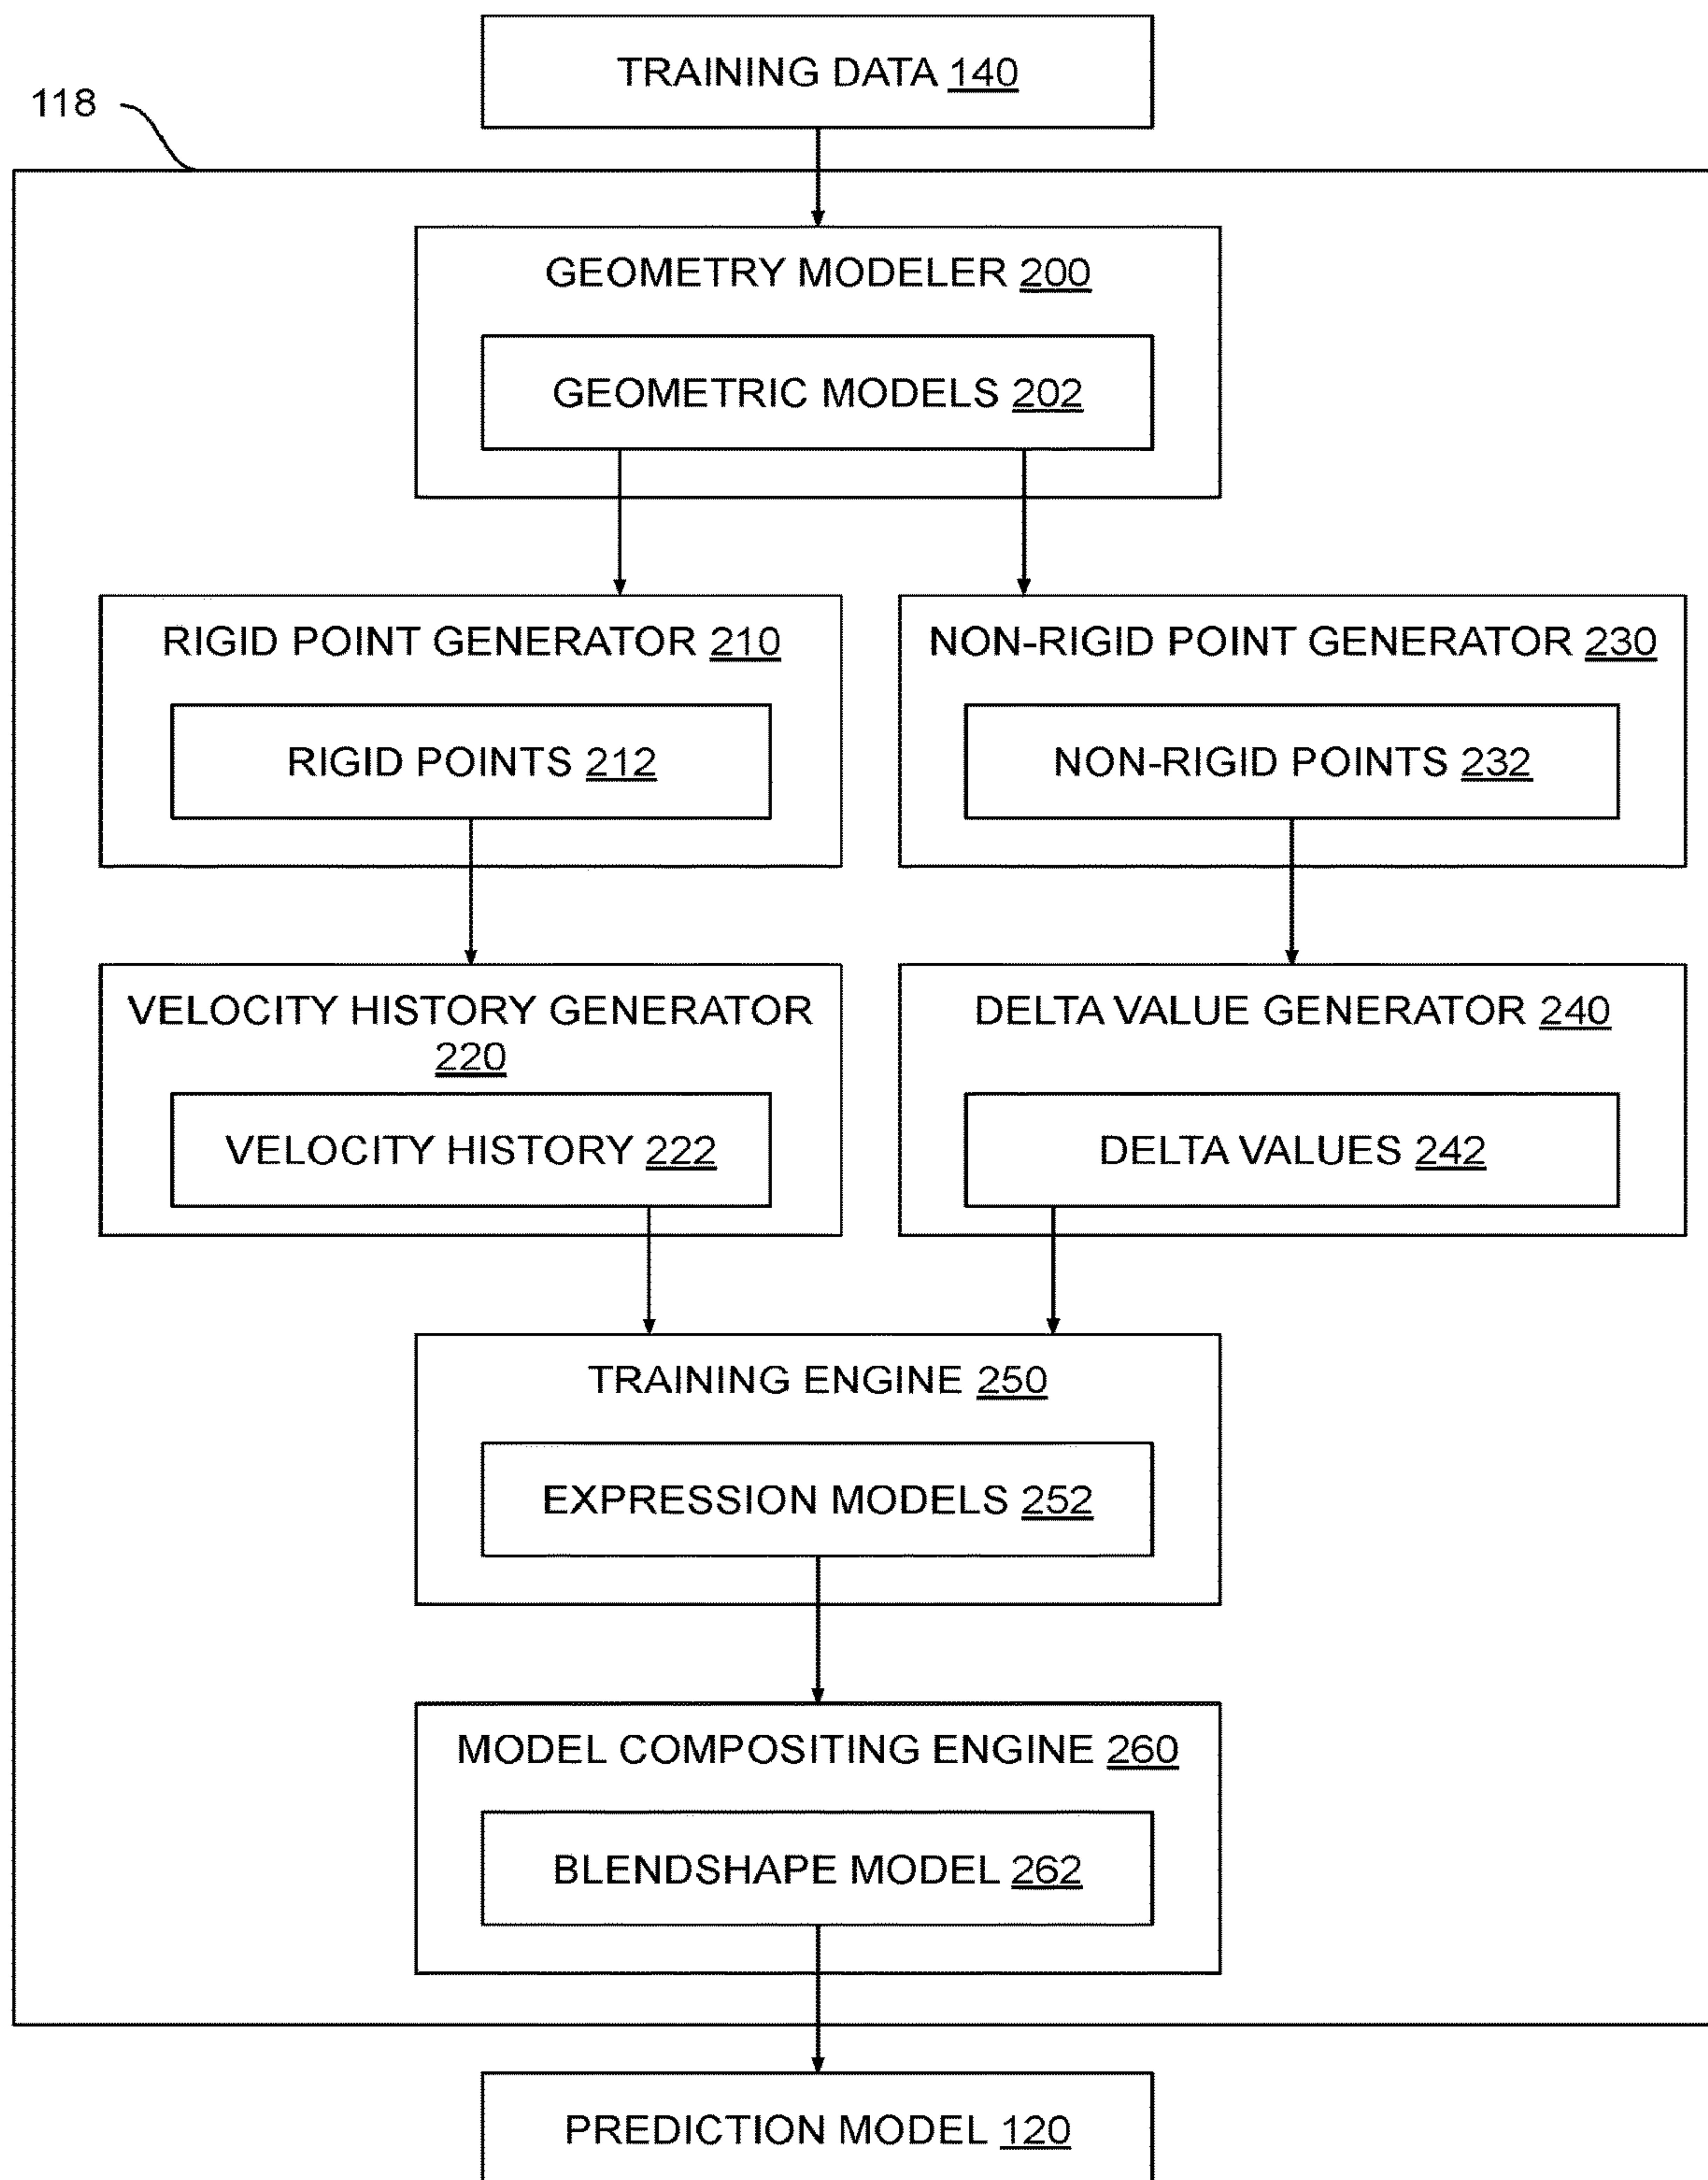 TRAINING DATA 140
118
GEOMETRY MODELER 200
GEOMETRIC MODELS 202
RIGID POINT GENERATOR 210
RIGID POINTS 212
NON-RIGID POINT GENERATOR 230
NON-RIGID POINTS 232
VELOCITY HISTORY GENERATOR
220
VELOCITY HISTORY 222
DELTA VALUE GENERATOR 240
DELTA VALUES 242
TRAINING ENGINE 250
EXPRESSION MODELS 252
MODEL COMPOSITING ENGINE 260
BLENDSHAPE MODEL 262
PREDICTION MODEL 120